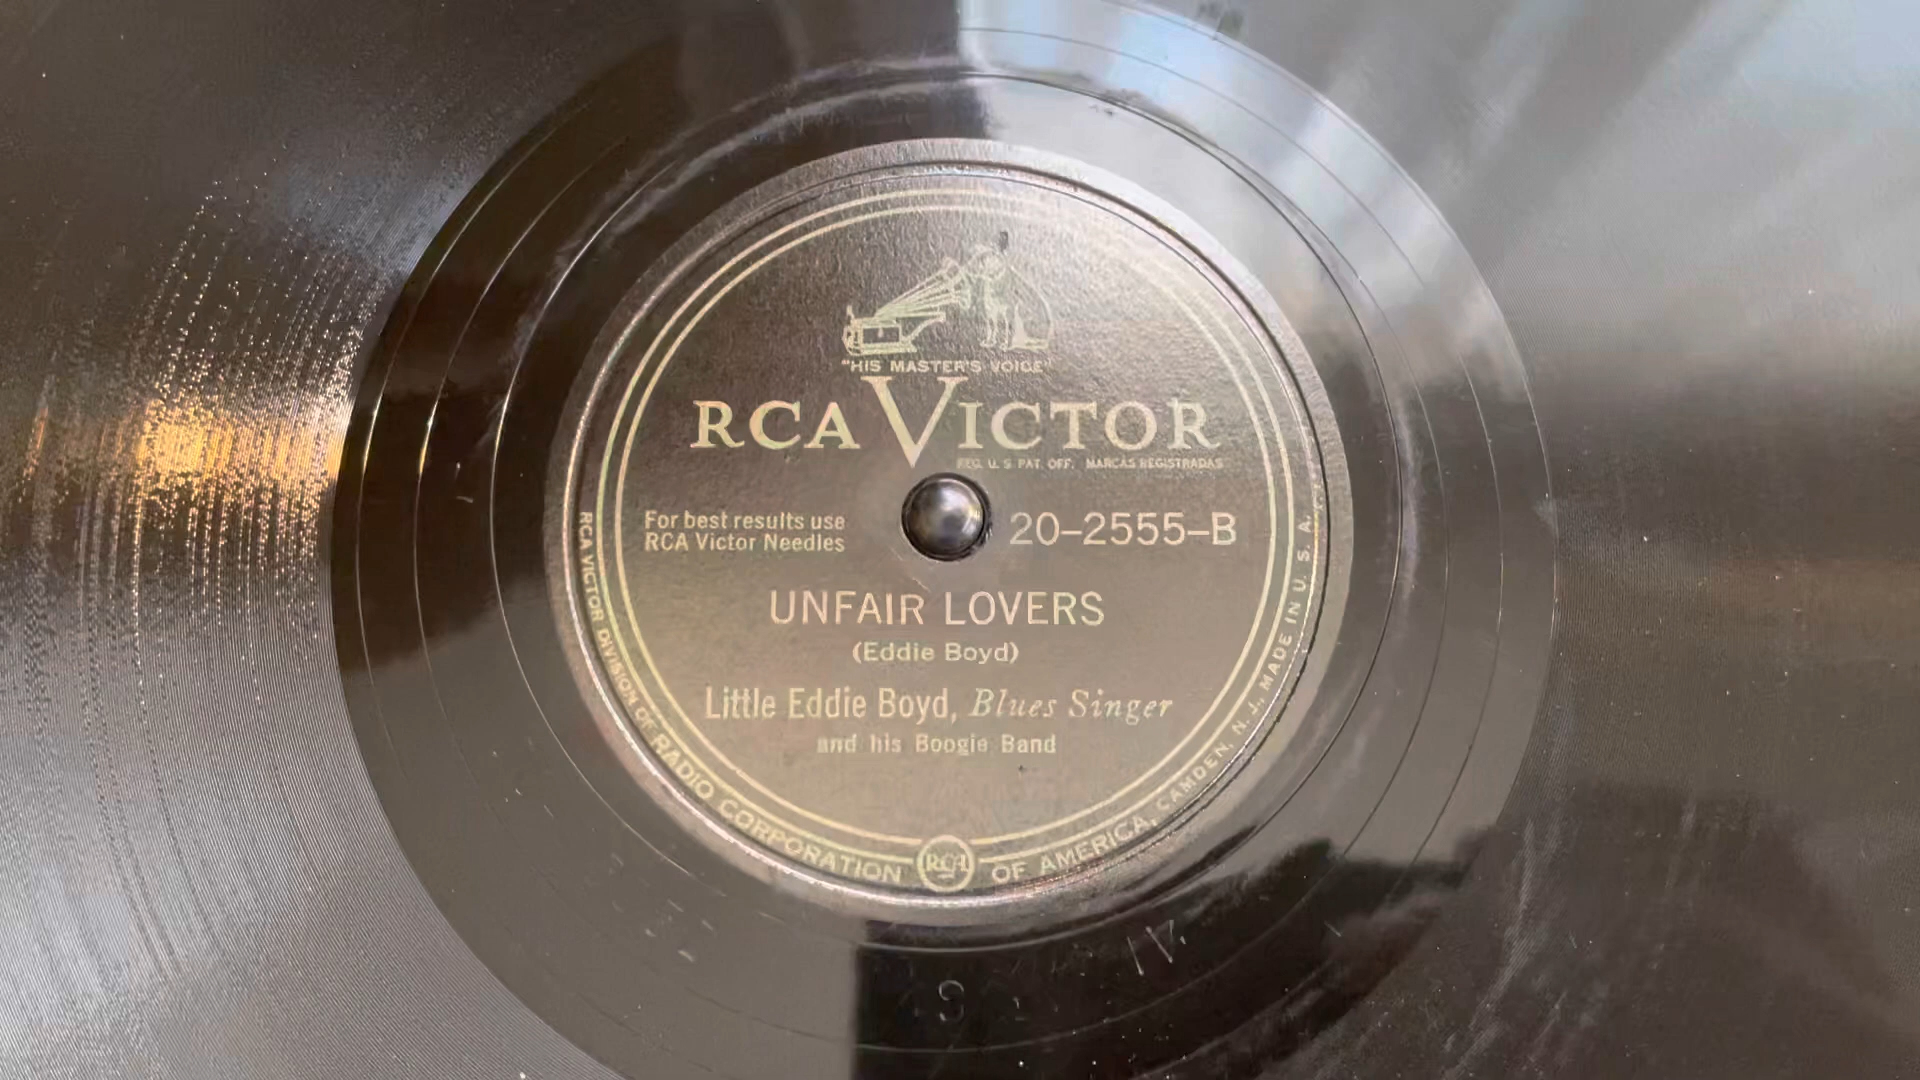 "HIS MASTER'S VOICE"
RCA VICTOR
REG. U. S. PAT. OFF. MARCAS REGISTRADAS
For best results use
RCA Victor Needles
20-2555-B
UNFAIR LOVERS
(Eddie Boyd)
Little Eddie Boyd, Blues Singer
and his Boogie Band
RCA VICTOR DIVISION OF RADIO CORPORATION RCA OF AMERICA, CAMDEN, N. J., MADE IN U. S. A.